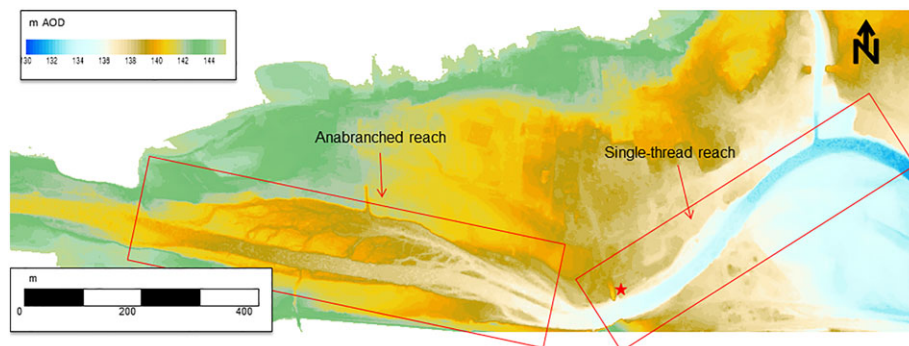 m AOD
130 132 134 136 138 140 142 144
N
Anabranched reach
Single-thread reach
m
0 200 400